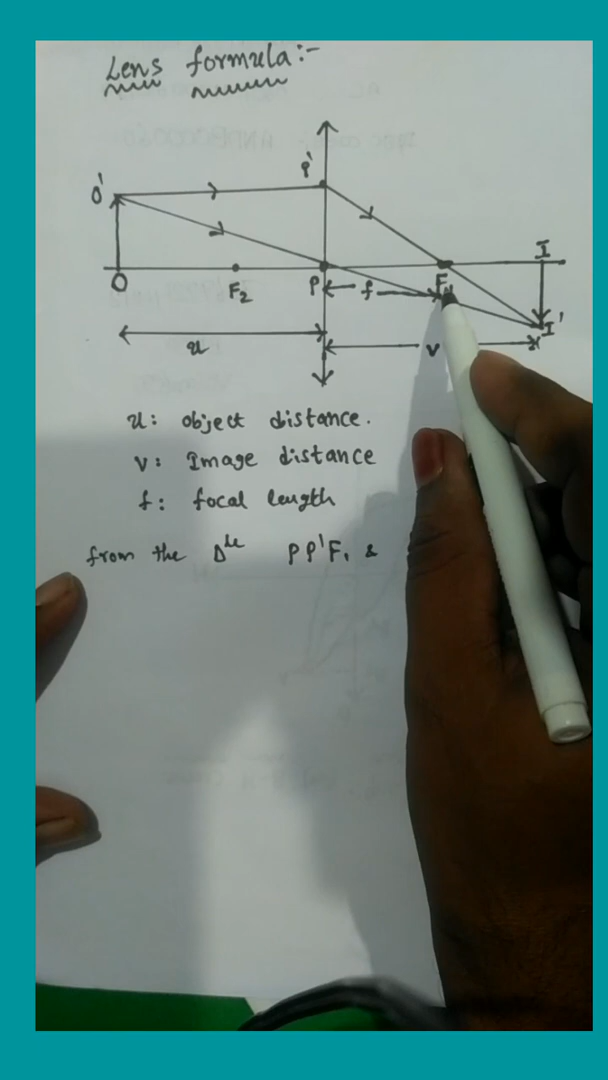 Lens formula:-
O' P'
O F2 P f F1 I
I'
u v
u: object distance.
v: Image distance
f: focal length
from the Δle PP'F1 &